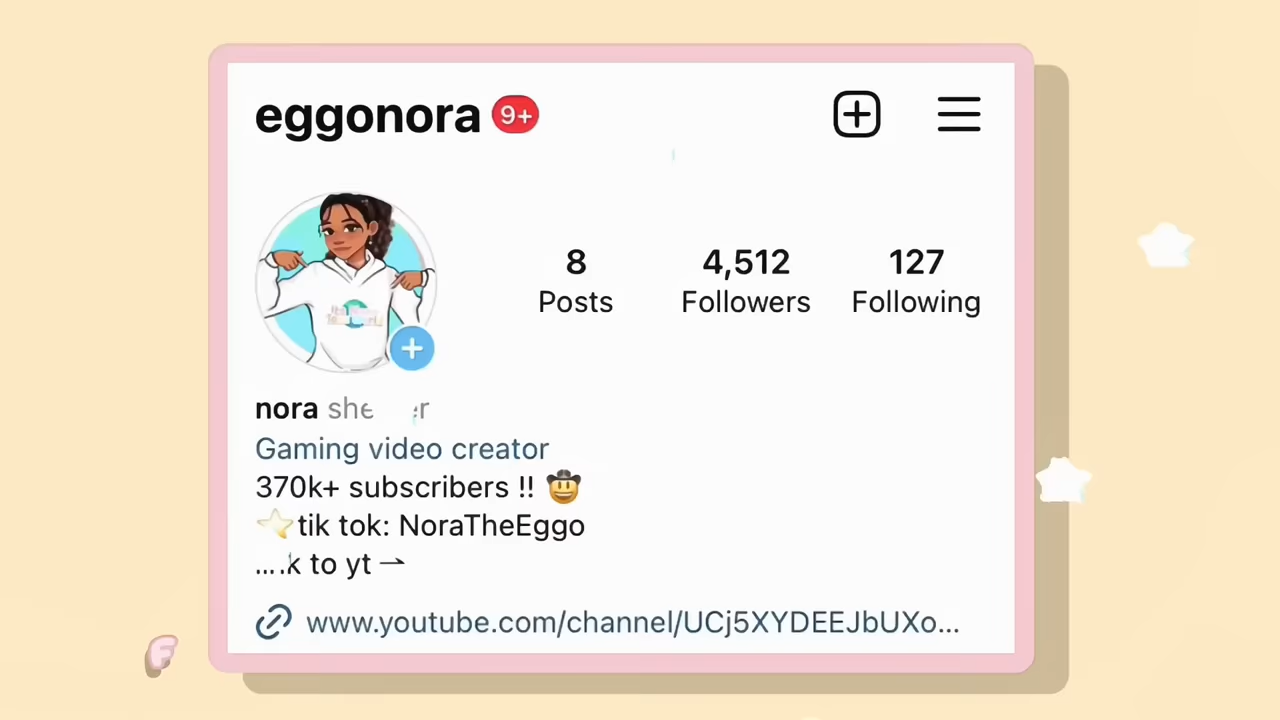 eggonora 9+
8 4,512 127
Posts Followers Following
nora
Gaming video creator
370k+ subscribers !! 🤠
⭐tik tok: NoraTheEggo
to yt →
www.youtube.com/channel/UCj5XYDEEJbUXo...
F